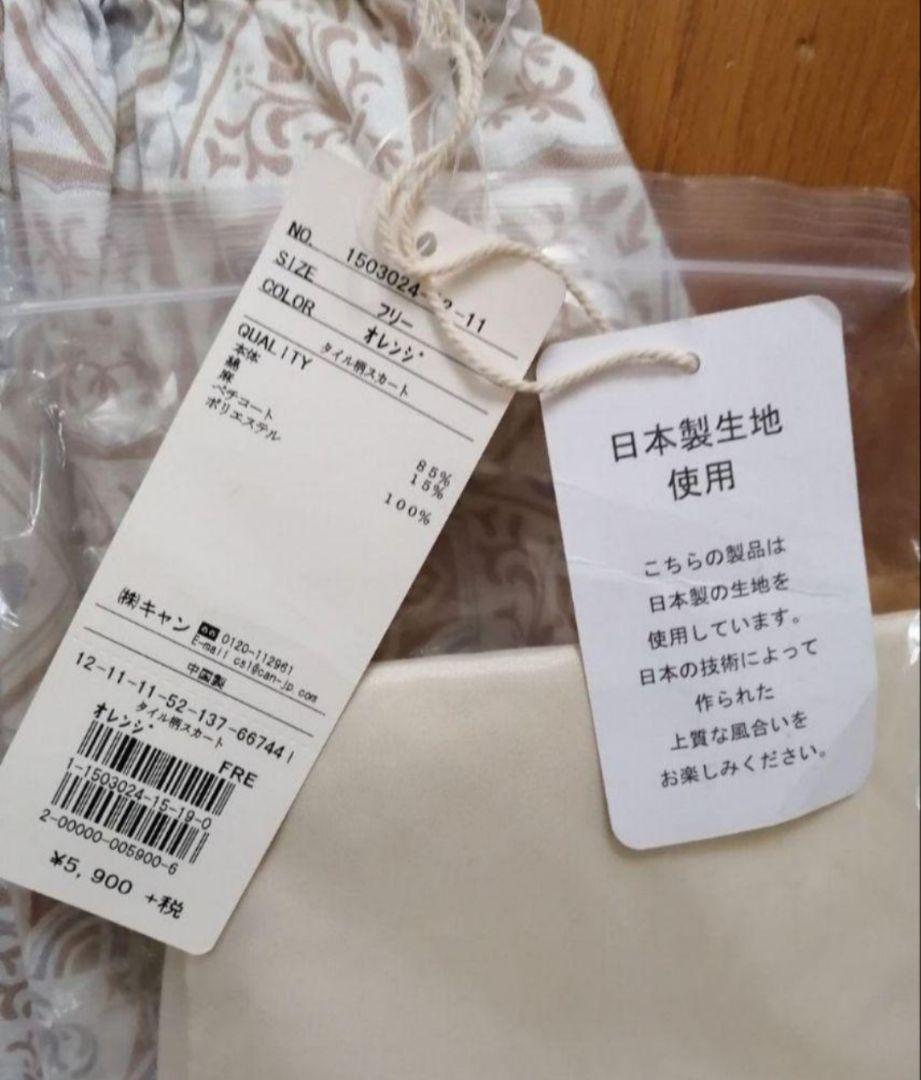 NO. 1503024- -11
SIZE フリー
COLOR オレンジ
タイル柄スカート
QUALITY
本体
綿 85%
麻 15%
ペチコート
ポリエステル 100%
(株)キャン 0120-112961
E-mail csl@can-jp.com
中国製
12-11-11-52-137-667441
タイル柄スカート
オレンジ FRE
1-1503024-15-19-0
2-00000-005900-6
¥5,900 +税
日本製生地
使用
こちらの製品は
日本製の生地を
使用しています。
日本の技術によって
作られた
上質な風合いを
お楽しみください。